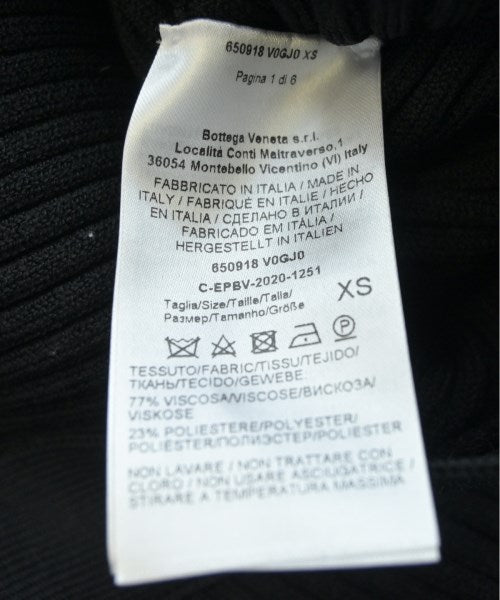 650918 V0GJ0 XS
Pagina 1 di 6
Bottega Veneta s.r.l.
Località Conti Maltraverso,1
36054 Montebello Vicentino (VI) Italy
FABBRICATO IN ITALIA / MADE IN
ITALY / FABRIQUÉ EN ITALIE / HECHO
EN ITALIA / СДЕЛАНО В ИТАЛИИ /
FABRICADO EM ITÁLIA /
HERGESTELLT IN ITALIEN
650918 V0GJ0
C-EPBV-2020-1251
Taglia/Size/Taille/Talla/
Размер/Tamanho/Größe
XS
P
TESSUTO/FABRIC/TISSU/TEJIDO/
ТКАНЬ/TECIDO/GEWEBE
77% VISCOSA/VISCOSE/ВИСКОЗА/
VISKOSE
23% POLIESTERE/POLYESTER/
POLIÉSTER/ПОЛИЭСТЕР/POLIESTER
NON LAVARE / NON TRATTARE CON
CLORO / NON USARE ASCIUGATRICE /
STIRARE A TEMPERATURA MASSIMA